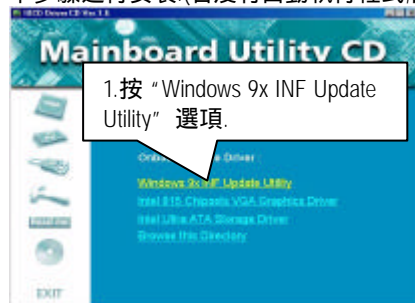 Mainboard Utility CD
1.按 “Windows 9x INF Update
Utility” 選項.
Driver
Windows 9x INF Update Utility
Intel 815 Chipsets VGA Graphics Driver
Intel Ultra ATA Storage Driver
Browse this Directory
EXIT